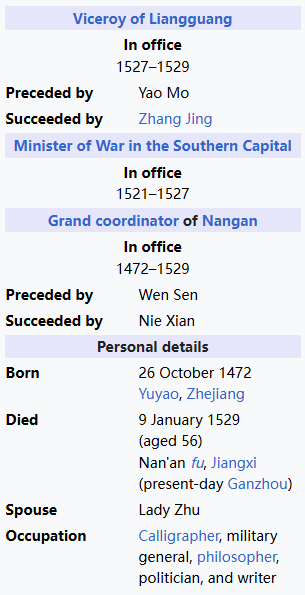 Viceroy of Liangguang
In office
1527–1529
Preceded by Yao Mo
Succeeded by Zhang Jing
Minister of War in the Southern Capital
In office
1521–1527
Grand coordinator of Nangan
In office
1472–1529
Preceded by Wen Sen
Succeeded by Nie Xian
Personal details
Born 26 October 1472
Yuyao, Zhejiang
Died 9 January 1529
(aged 56)
Nan'an fu, Jiangxi
(present-day Ganzhou)
Spouse Lady Zhu
Occupation Calligrapher, military
general, philosopher,
politician, and writer